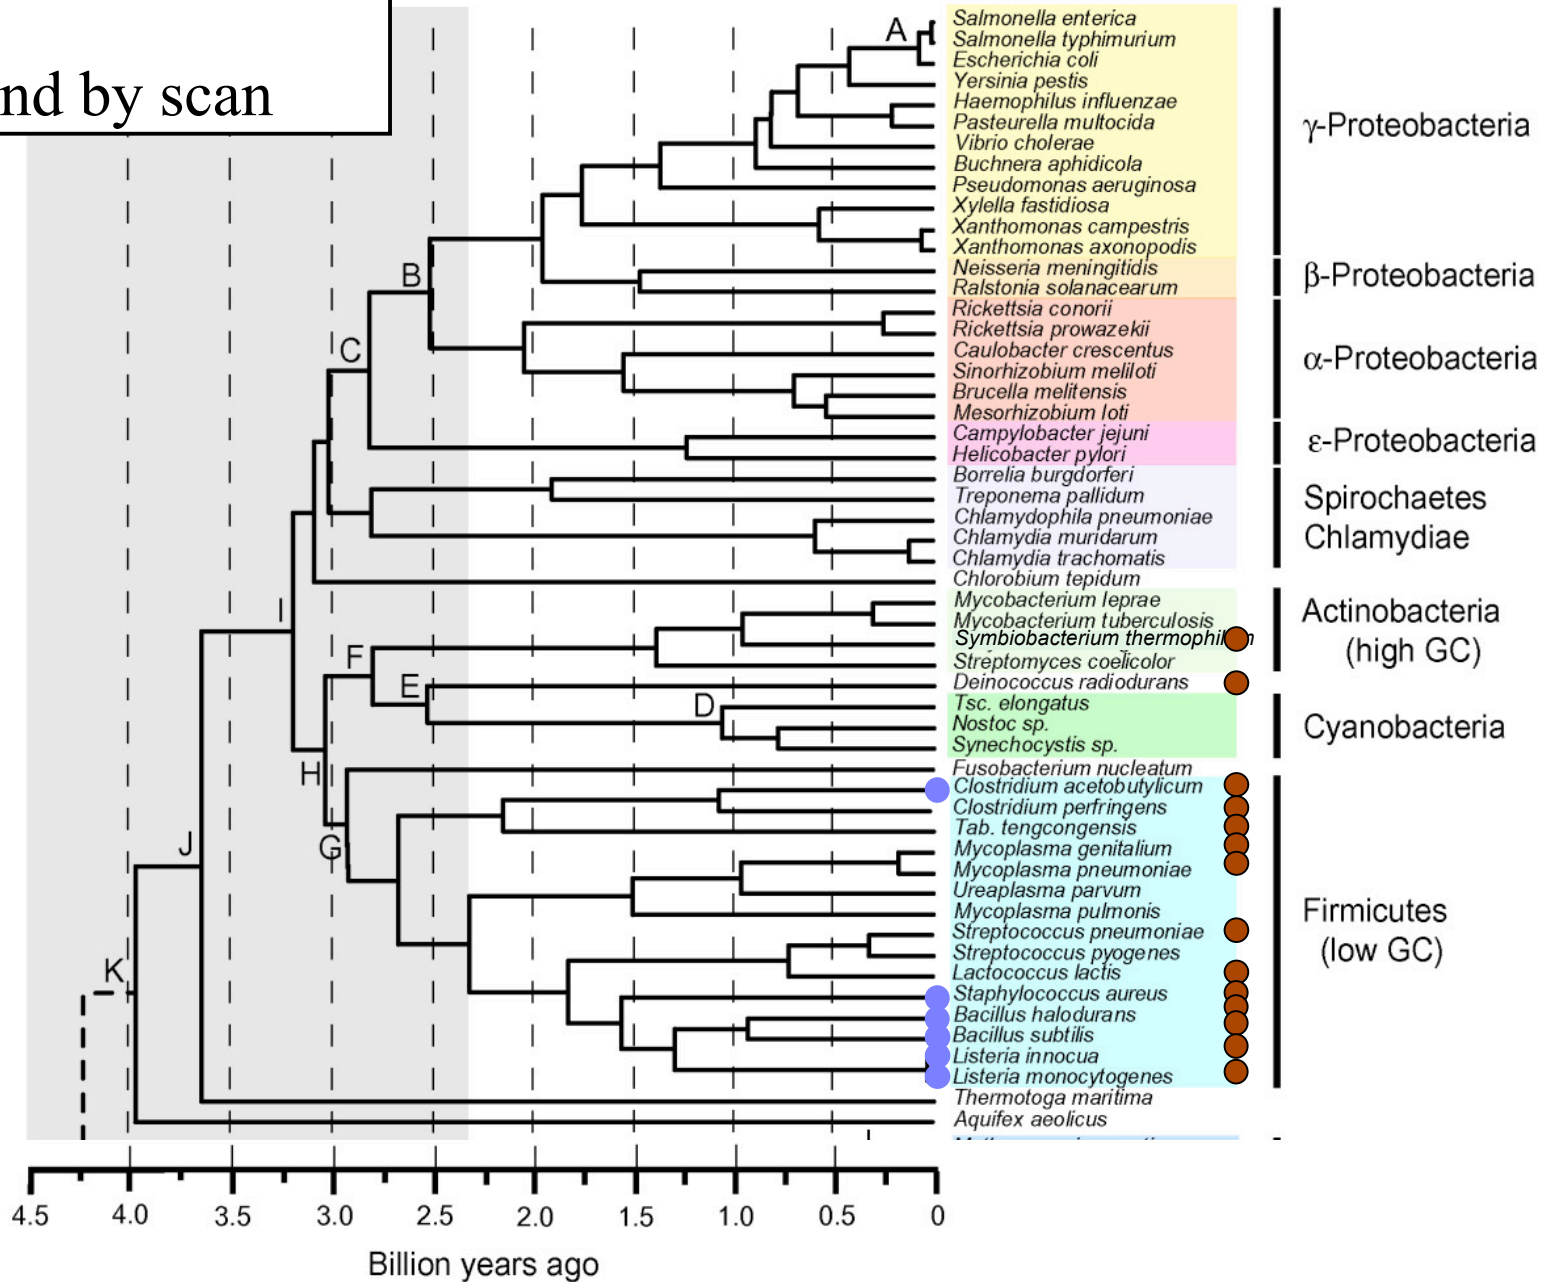 nd by scan
A
B
C
D
E
F
G
H
I
J
K
Salmonella enterica
Salmonella typhimurium
Escherichia coli
Yersinia pestis
Haemophilus influenzae
Pasteurella multocida
Vibrio cholerae
Buchnera aphidicola
Pseudomonas aeruginosa
Xylella fastidiosa
Xanthomonas campestris
Xanthomonas axonopodis
Neisseria meningitidis
Ralstonia solanacearum
Rickettsia conorii
Rickettsia prowazekii
Caulobacter crescentus
Sinorhizobium meliloti
Brucella melitensis
Mesorhizobium loti
Campylobacter jejuni
Helicobacter pylori
Borrelia burgdorferi
Treponema pallidum
Chlamydophila pneumoniae
Chlamydia muridarum
Chlamydia trachomatis
Chlorobium tepidum
Mycobacterium leprae
Mycobacterium tuberculosis
Symbiobacterium
Streptomyces coelicolor
Deinococcus radiodurans
Tsc. elongatus
Nostoc sp.
Synechocystis sp.
Fusobacterium nucleatum
Clostridium acetobutylicum
Clostridium perfringens
Tab. tengcongensis
Mycoplasma genitalium
Mycoplasma pneumoniae
Ureaplasma parvum
Mycoplasma pulmonis
Streptococcus pneumoniae
Streptococcus pyogenes
Lactococcus lactis
Staphylococcus aureus
Bacillus halodurans
Bacillus subtilis
Listeria innocua
Listeria monocytogenes
Thermotoga maritima
Aquifex aeolicus
γ-Proteobacteria
β-Proteobacteria
α-Proteobacteria
ε-Proteobacteria
Spirochaetes
Chlamydiae
Actinobacteria
(high GC)
Cyanobacteria
Firmicutes
(low GC)
4.5 4.0 3.5 3.0 2.5 2.0 1.5 1.0 0.5 0
Billion years ago